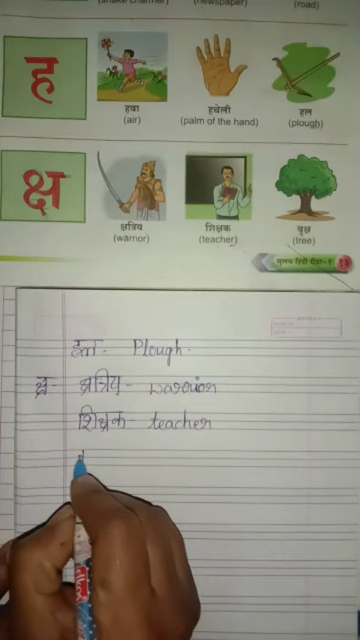 (snake charmer) (newspaper) (road)
ह
हवा हथेली हल
(air) (palm of the hand) (plough)
क्ष
क्षत्रिय शिक्षक वृक्ष
(warrior) (teacher) (tree)
सुलभ हिंदी
हल - Plough.
क्ष - क्षत्रिय - warrior
शिक्षक - teacher